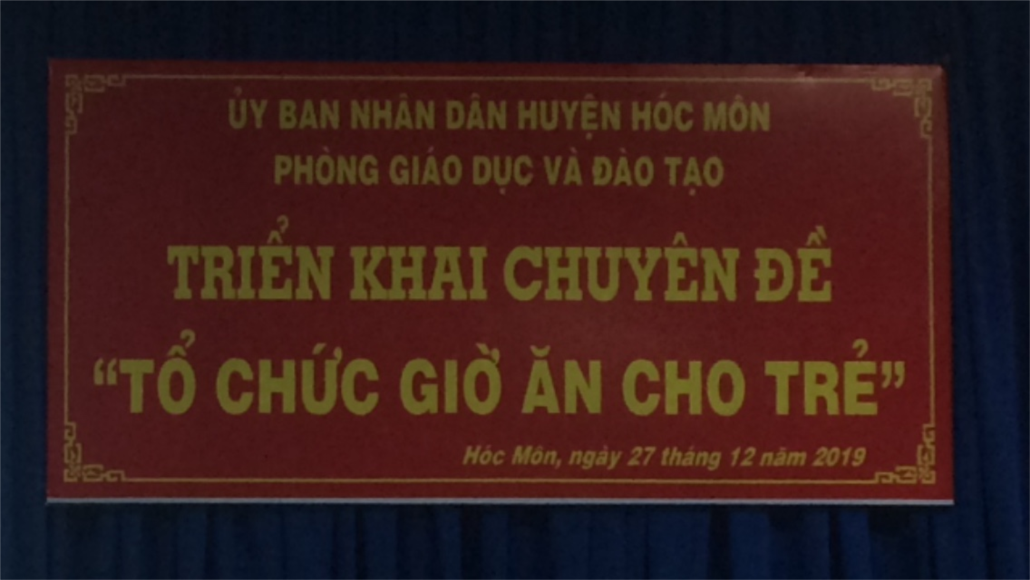 ỦY BAN NHÂN DÂN HUYỆN HÓC MÔN
PHÒNG GIÁO DỤC VÀ ĐÀO TẠO
TRIỂN KHAI CHUYÊN ĐỀ
“TỔ CHỨC GIỜ ĂN CHO TRẺ”
Hóc Môn, ngày 27 tháng 12 năm 2019